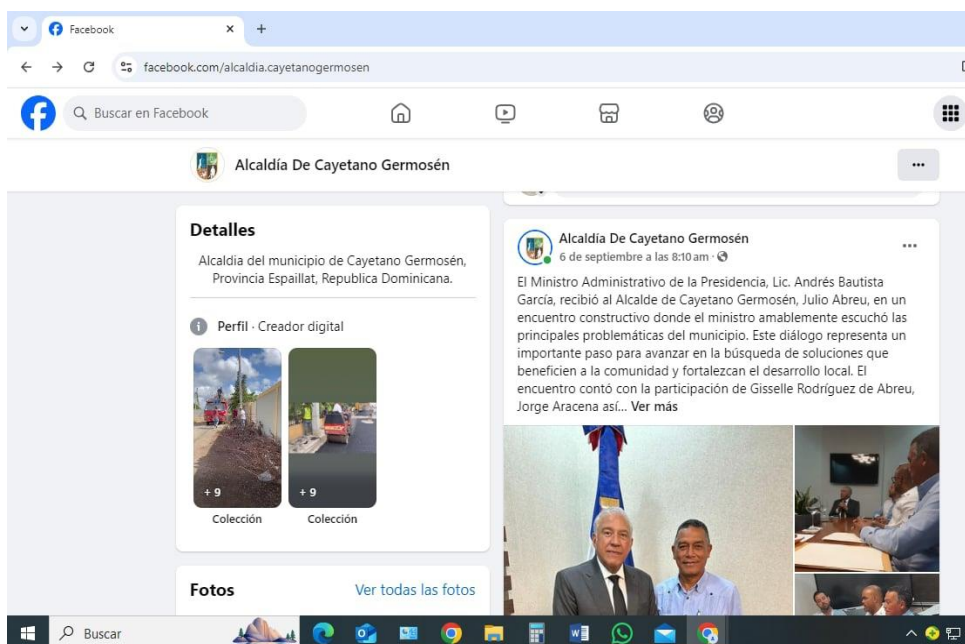 Facebook
facebook.com/alcaldia.cayetanogermosen
Buscar en Facebook
Alcaldía De Cayetano Germosén
Detalles
Alcaldia del municipio de Cayetano Germosén,
Provincia Espaillat, Republica Dominicana.
Perfil · Creador digital
+ 9
+ 9
Colección
Colección
Fotos
Ver todas las fotos
Alcaldía De Cayetano Germosén
6 de septiembre a las 8:10 am ·
El Ministro Administrativo de la Presidencia, Lic. Andrés Bautista
García, recibió al Alcalde de Cayetano Germosén, Julio Abreu, en un
encuentro constructivo donde el ministro amablemente escuchó las
principales problemáticas del municipio. Este diálogo representa un
importante paso para avanzar en la búsqueda de soluciones que
beneficien a la comunidad y fortalezcan el desarrollo local. El
encuentro contó con la participación de Gisselle Rodríguez de Abreu,
Jorge Aracena así... Ver más
Buscar